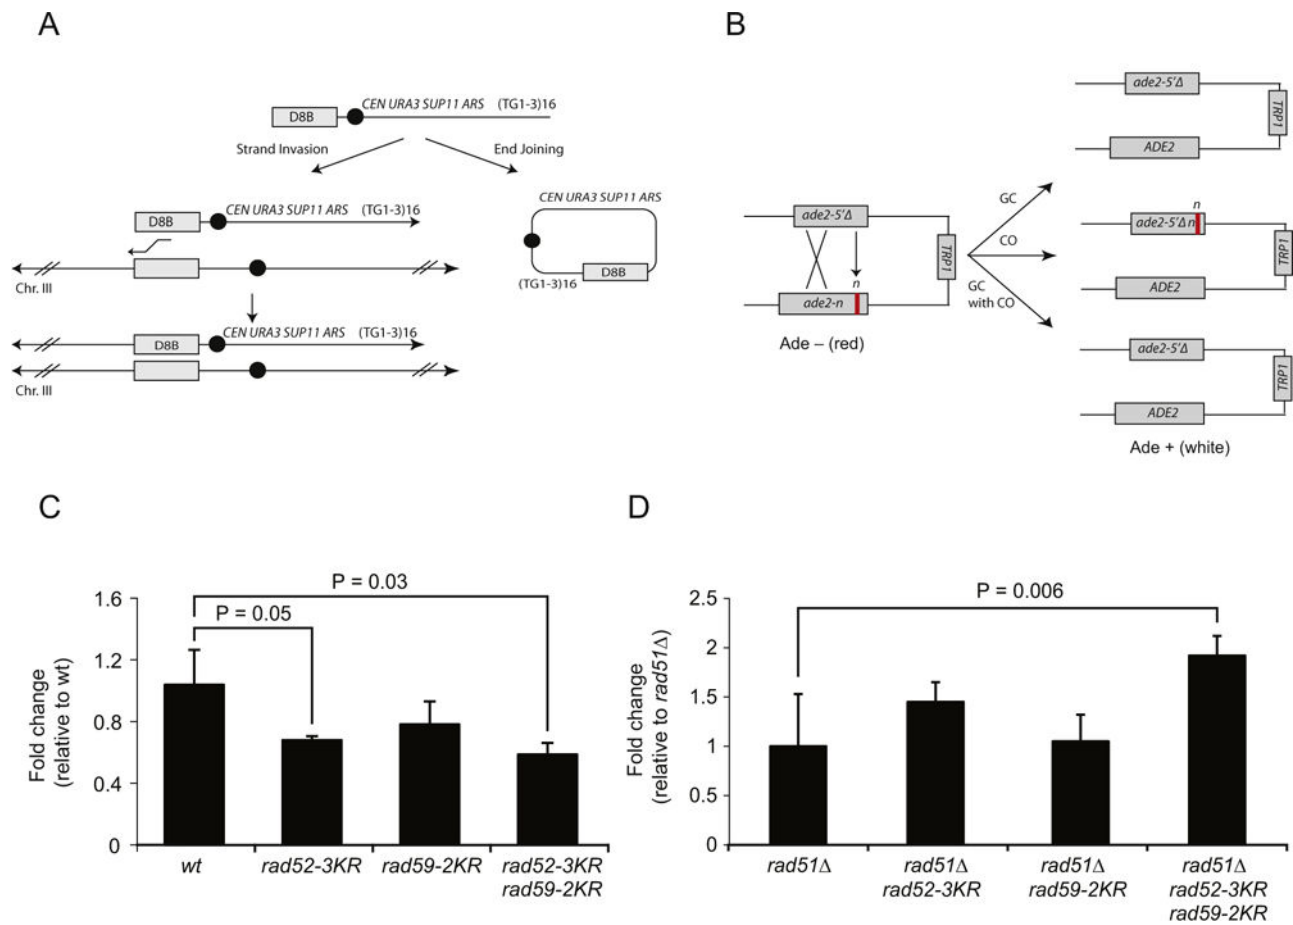 A
D8B
CEN URA3 SUP11 ARS (TG1-3)16
Strand Invasion
End Joining
D8B
CEN URA3 SUP11 ARS (TG1-3)16
Chr. III
D8B
CEN URA3 SUP11 ARS (TG1-3)16
Chr. III
CEN URA3 SUP11 ARS
(TG1-3)16
D8B
B
ade2-5'Δ
TRP1
n
ade2-n
Ade – (red)
GC
CO
GC
with CO
ade2-5'Δ
TRP1
ADE2
n
ade2-5'Δ n
TRP1
ADE2
ade2-5'Δ
TRP1
ADE2
Ade + (white)
C
Fold change
(relative to wt)
1.6
1.2
0.8
0.4
0
P = 0.03
P = 0.05
wt
rad52-3KR
rad59-2KR
rad52-3KR
rad59-2KR
D
Fold change
(relative to rad51Δ)
2.5
2
1.5
1
0.5
0
P = 0.006
rad51Δ
rad51Δ
rad52-3KR
rad51Δ
rad59-2KR
rad51Δ
rad52-3KR
rad59-2KR